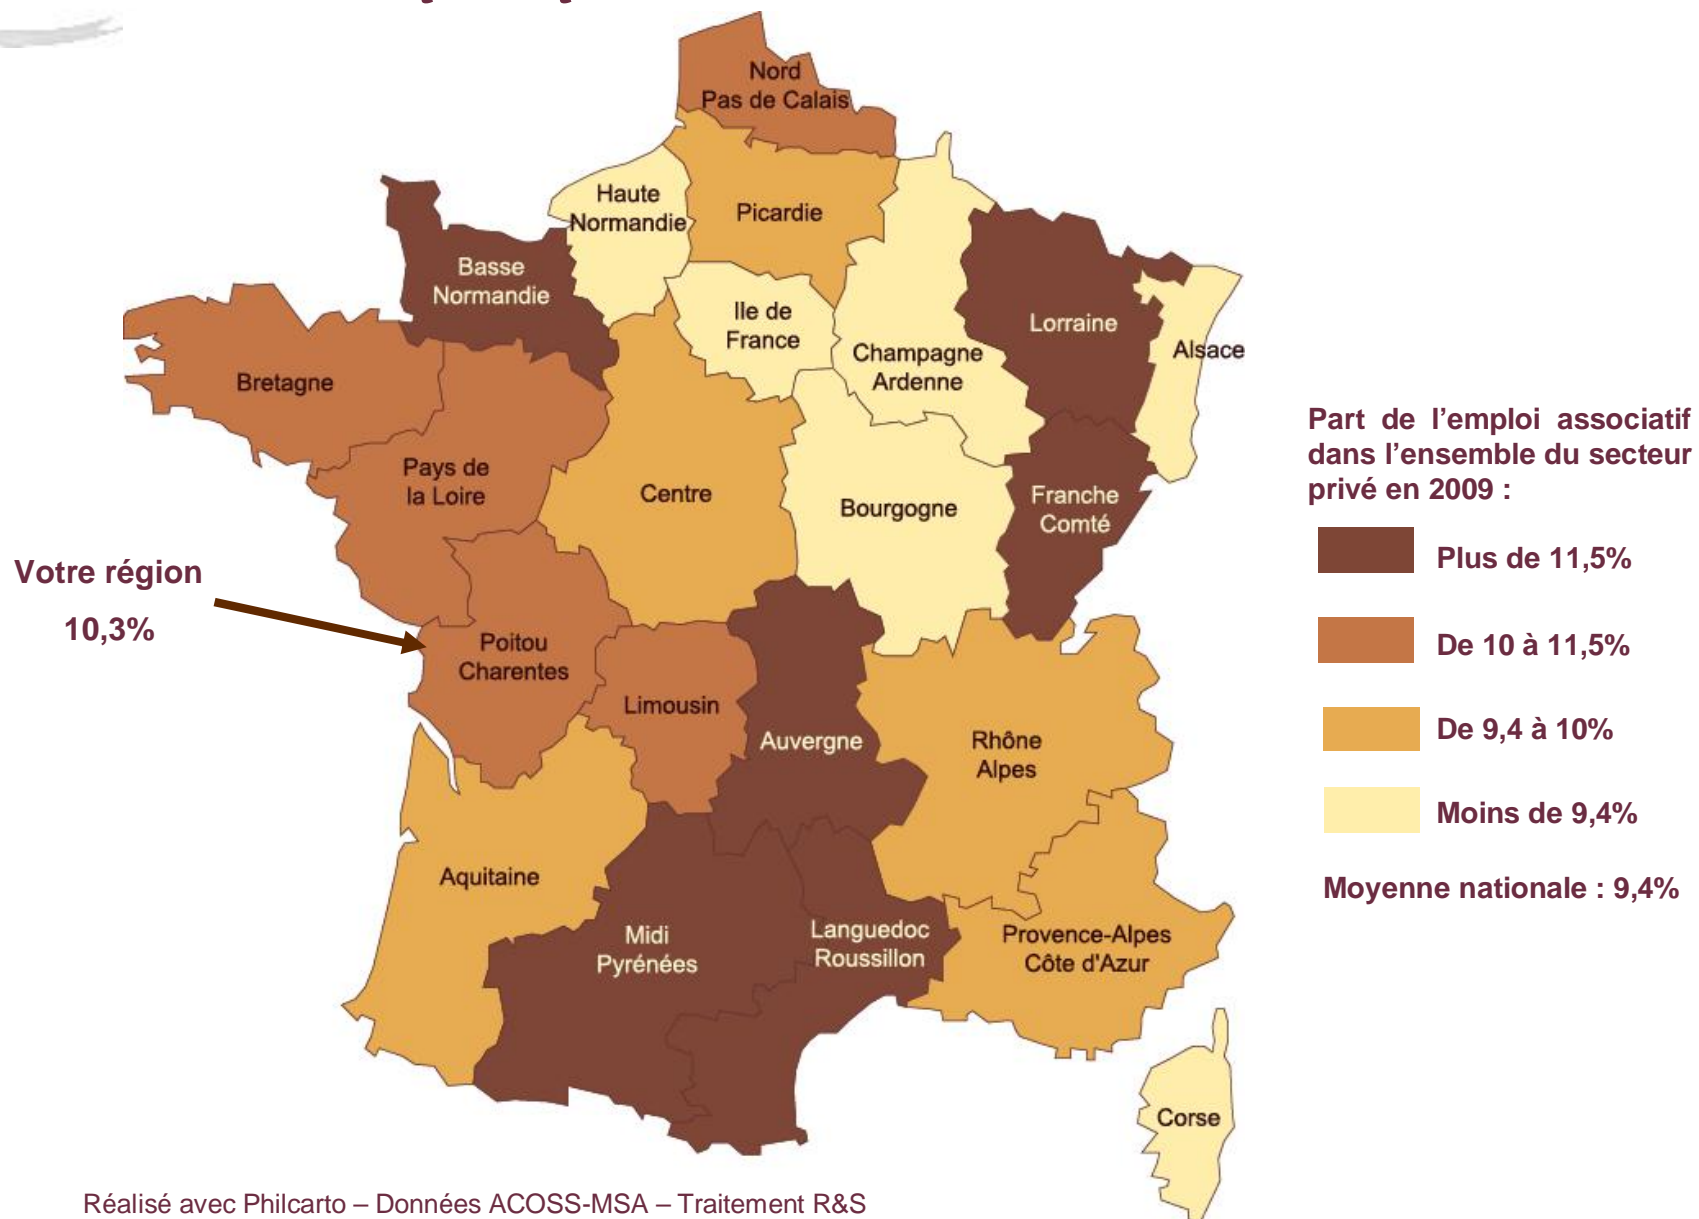 Nord
Pas de Calais
Haute
Normandie
Picardie
Basse
Normandie
Ile de
France
Champagne
Ardenne
Lorraine
Alsace
Bretagne
Pays de
la Loire
Centre
Bourgogne
Franche
Comté
Votre région
10,3%
Poitou
Charentes
Limousin
Auvergne
Rhône
Alpes
Aquitaine
Midi
Pyrénées
Languedoc
Roussillon
Provence-Alpes
Côte d'Azur
Corse
Part de l’emploi associatif
dans l’ensemble du secteur
privé en 2009 :
Plus de 11,5%
De 10 à 11,5%
De 9,4 à 10%
Moins de 9,4%
Moyenne nationale : 9,4%
Réalisé avec Philcarto – Données ACOSS-MSA – Traitement R&S